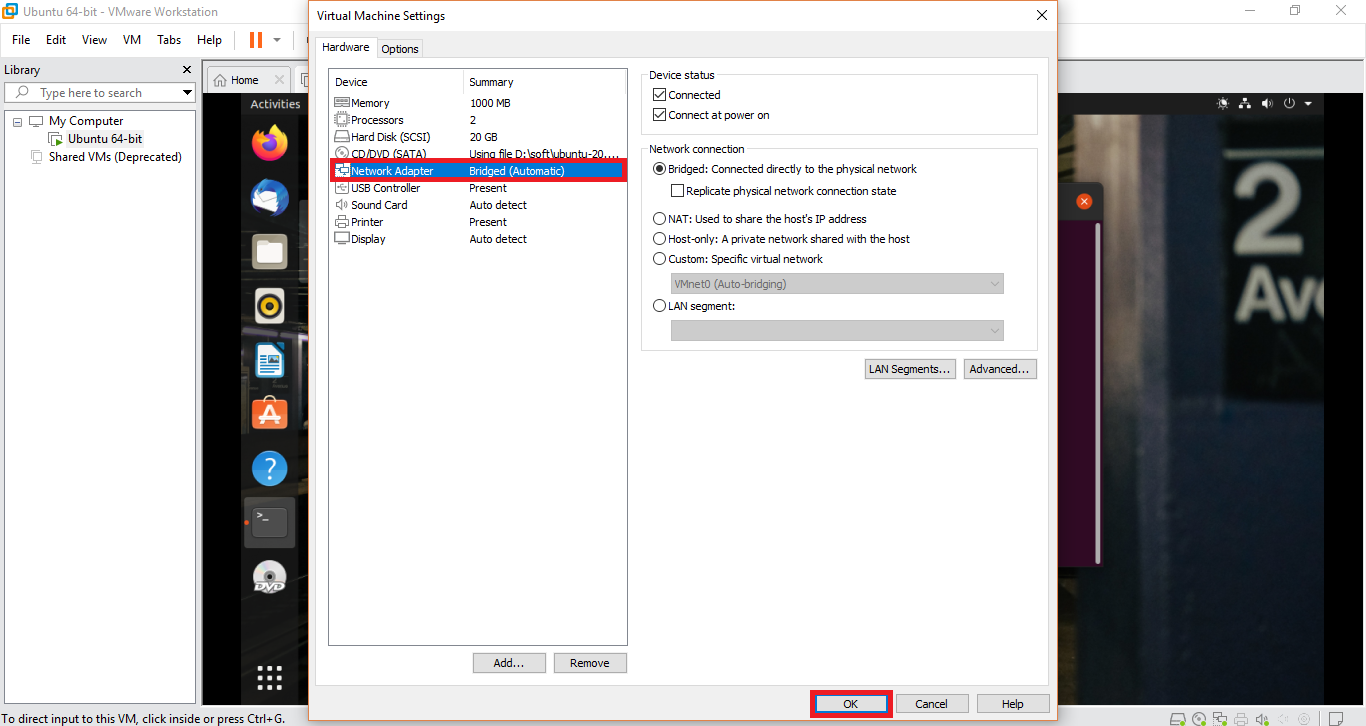 Ubuntu 64-bit - VMware Workstation
File Edit View VM Tabs Help
Library
Type here to search
My Computer
Ubuntu 64-bit
Shared VMs (Deprecated)
Home
Activities
>_
DVD
2
Av
Virtual Machine Settings
Hardware Options
Device Summary
Memory 1000 MB
Processors 2
Hard Disk (SCSI) 20 GB
CD/DVD (SATA) Using file D:\soft\ubuntu-20....
Network Adapter Bridged (Automatic)
USB Controller Present
Sound Card Auto detect
Printer Present
Display Auto detect
Add... Remove
Device status
Connected
Connect at power on
Network connection
Bridged: Connected directly to the physical network
Replicate physical network connection state
NAT: Used to share the host's IP address
Host-only: A private network shared with the host
Custom: Specific virtual network
VMnet0 (Auto-bridging)
LAN segment:
LAN Segments... Advanced...
OK Cancel Help
To direct input to this VM, click inside or press Ctrl+G.